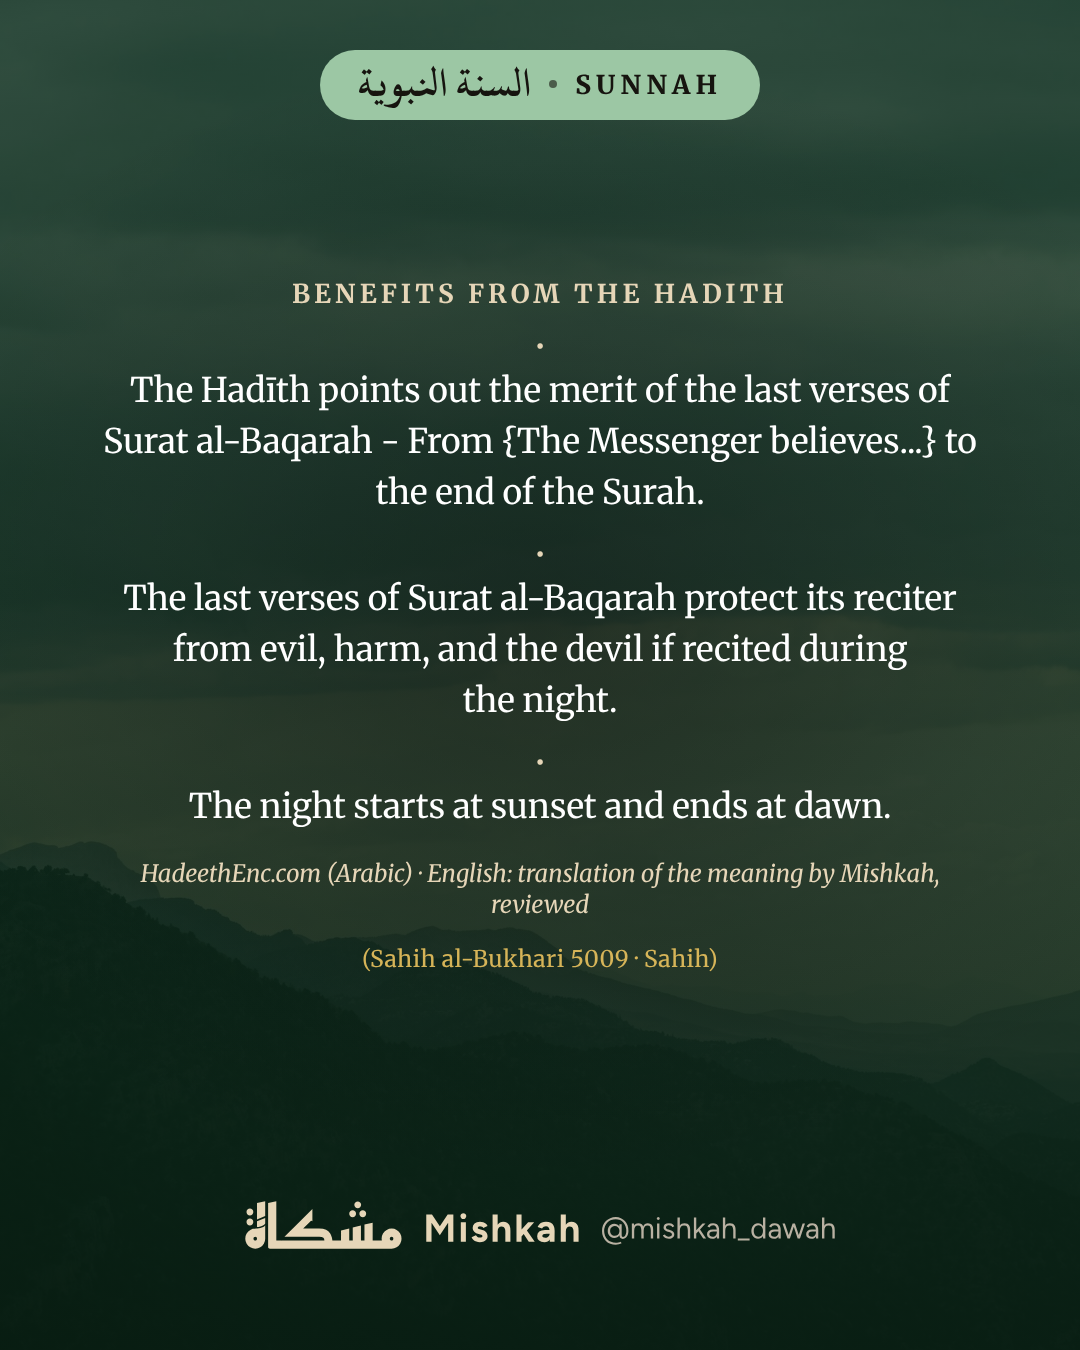 السنة النبوية • SUNNAH
BENEFITS FROM THE HADITH
•
The Hadīth points out the merit of the last verses of
Surat al-Baqarah - From {The Messenger believes...} to
the end of the Surah.
•
The last verses of Surat al-Baqarah protect its reciter
from evil, harm, and the devil if recited during
the night.
•
The night starts at sunset and ends at dawn.
HadeethEnc.com (Arabic) · English: translation of the meaning by Mishkah,
reviewed
(Sahih al-Bukhari 5009 · Sahih)
مشكاة Mishkah @mishkah_dawah